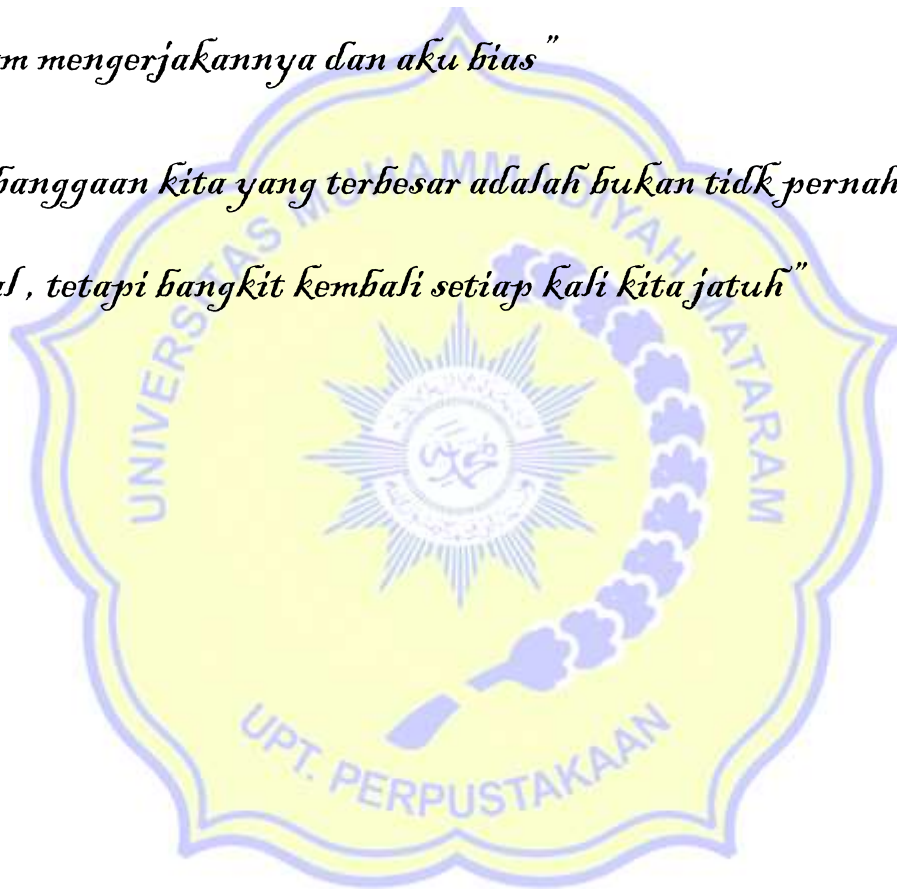 m mengerjakannya dan aku bias”
banggaan kita yang terbesar adalah bukan tidk pernah
al , tetapi bangkit kembali setiap kali kita jatuh”
UNIVERSITAS MUHAMMADIYAH MATARAM
UPT. PERPUSTAKAAN